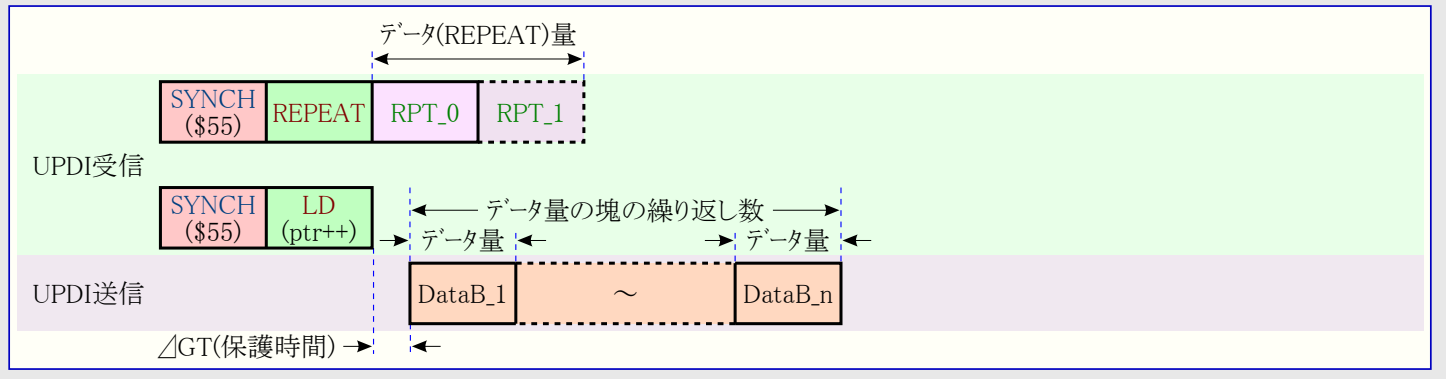 データ(REPEAT)量
SYNCH
($55)
REPEAT
RPT_0
RPT_1
UPDI受信
SYNCH
($55)
LD
(ptr++)
データ量の塊の繰り返し数
データ量
データ量
UPDI送信
DataB_1
～
DataB_n
⊿GT(保護時間)